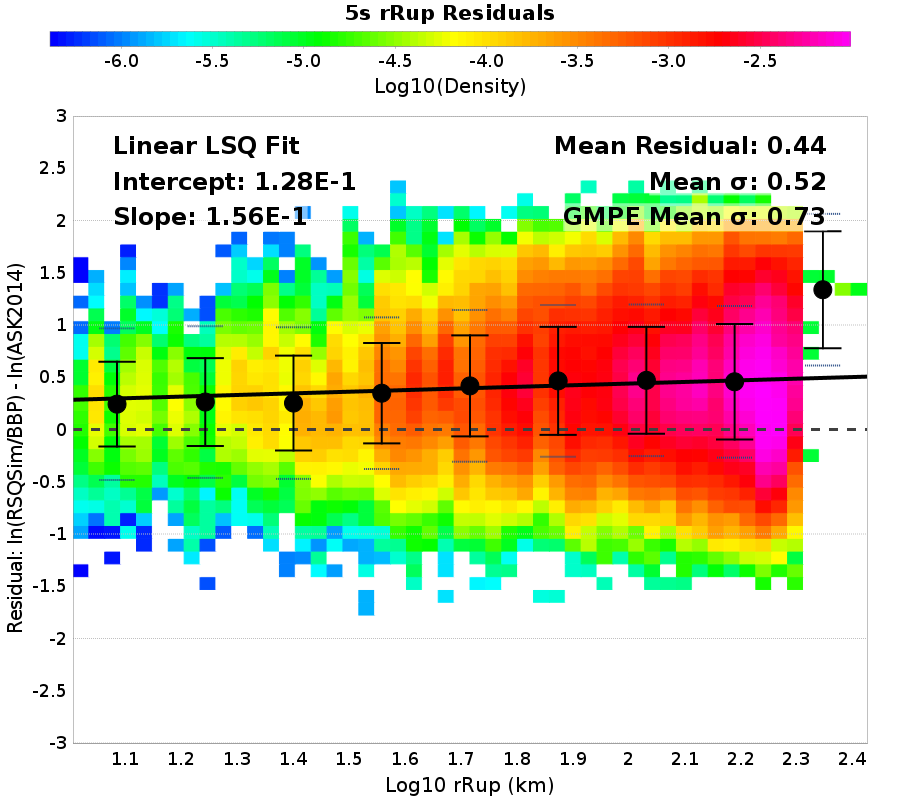 5s rRup Residuals
-6.0 -5.5 -5.0 -4.5 -4.0 -3.5 -3.0 -2.5
Log10(Density)
Linear LSQ Fit
Intercept: 1.28E-1
Slope: 1.56E-1
Mean Residual: 0.44
Mean σ: 0.52
GMPE Mean σ: 0.73
3
2.5
2
1.5
1
0.5
0
-0.5
-1
-1.5
-2
-2.5
-3
Residual: ln(RSQSim/BBP) - ln(ASK2014)
1.1 1.2 1.3 1.4 1.5 1.6 1.7 1.8 1.9 2 2.1 2.2 2.3 2.4
Log10 rRup (km)